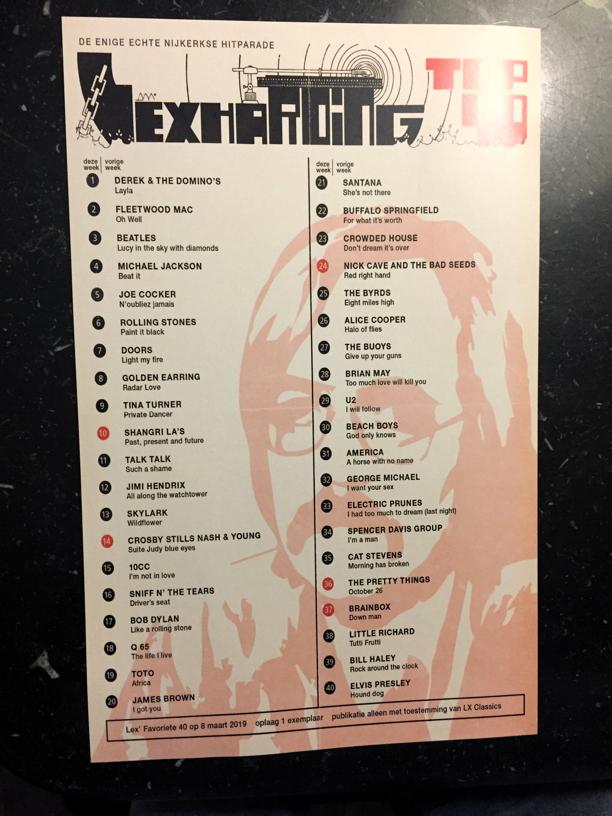 DE ENIGE ECHTE NIJKERKSE HITPARADE
LEXHARDING TOP 40
deze week | vorige week
1 DEREK & THE DOMINO'S
Layla
2 FLEETWOOD MAC
Oh Well
3 BEATLES
Lucy in the sky with diamonds
4 MICHAEL JACKSON
Beat it
5 JOE COCKER
N'oubliez jamais
6 ROLLING STONES
Paint it black
7 DOORS
Light my fire
8 GOLDEN EARRING
Radar Love
9 TINA TURNER
Private Dancer
10 SHANGRI LA'S
Past, present and future
11 TALK TALK
Such a shame
12 JIMI HENDRIX
All along the watchtower
13 SKYLARK
Wildflower
14 CROSBY STILLS NASH & YOUNG
Suite Judy blue eyes
15 10CC
I'm not in love
16 SNIFF N' THE TEARS
Driver's seat
17 BOB DYLAN
Like a rolling stone
18 Q 65
The life I live
19 TOTO
Africa
20 JAMES BROWN
I got you
deze week | vorige week
21 SANTANA
She's not there
22 BUFFALO SPRINGFIELD
For what it's worth
23 CROWDED HOUSE
Don't dream it's over
24 NICK CAVE AND THE BAD SEEDS
Red right hand
25 THE BYRDS
Eight miles high
26 ALICE COOPER
Halo of flies
27 THE BUOYS
Give up your guns
28 BRIAN MAY
Too much love will kill you
29 U2
I will follow
30 BEACH BOYS
God only knows
31 AMERICA
A horse with no name
32 GEORGE MICHAEL
I want your sex
33 ELECTRIC PRUNES
I had too much to dream (last night)
34 SPENCER DAVIS GROUP
I'm a man
35 CAT STEVENS
Morning has broken
36 THE PRETTY THINGS
October 26
37 BRAINBOX
Down man
38 LITTLE RICHARD
Tutti Frutti
39 BILL HALEY
Rock around the clock
40 ELVIS PRESLEY
Hound dog
Lex' Favoriete 40 op 8 maart 2019 oplaag 1 exemplaar publikatie alleen met toestemming van LX Classics